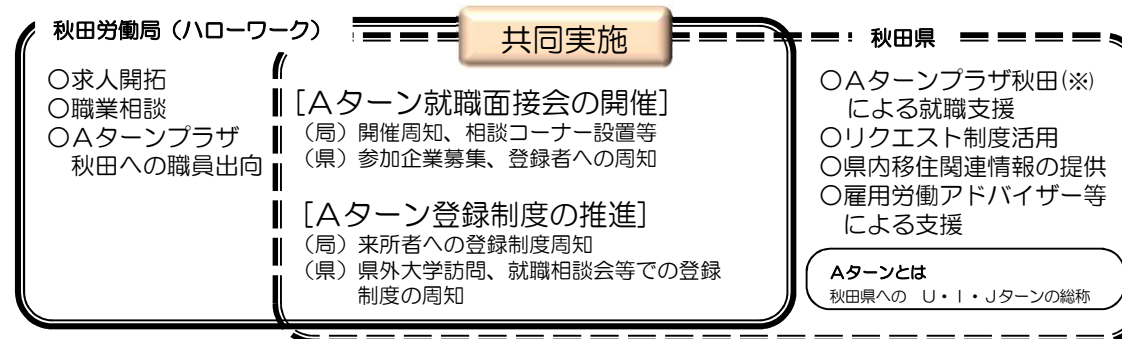 秋田労働局（ハローワーク）
共同実施
秋田県
○求人開拓
○職業相談
○Aターンプラザ
秋田への職員出向
［Aターン就職面接会の開催］
（局）開催周知、相談コーナー設置等
（県）参加企業募集、登録者への周知
［Aターン登録制度の推進］
（局）来所者への登録制度周知
（県）県外大学訪問、就職相談会等での登録
制度の周知
○Aターンプラザ秋田(※)
による就職支援
○リクエスト制度活用
○県内移住関連情報の提供
○雇用労働アドバイザー等
による支援
Aターンとは
秋田県への　U・I・Jターンの総称